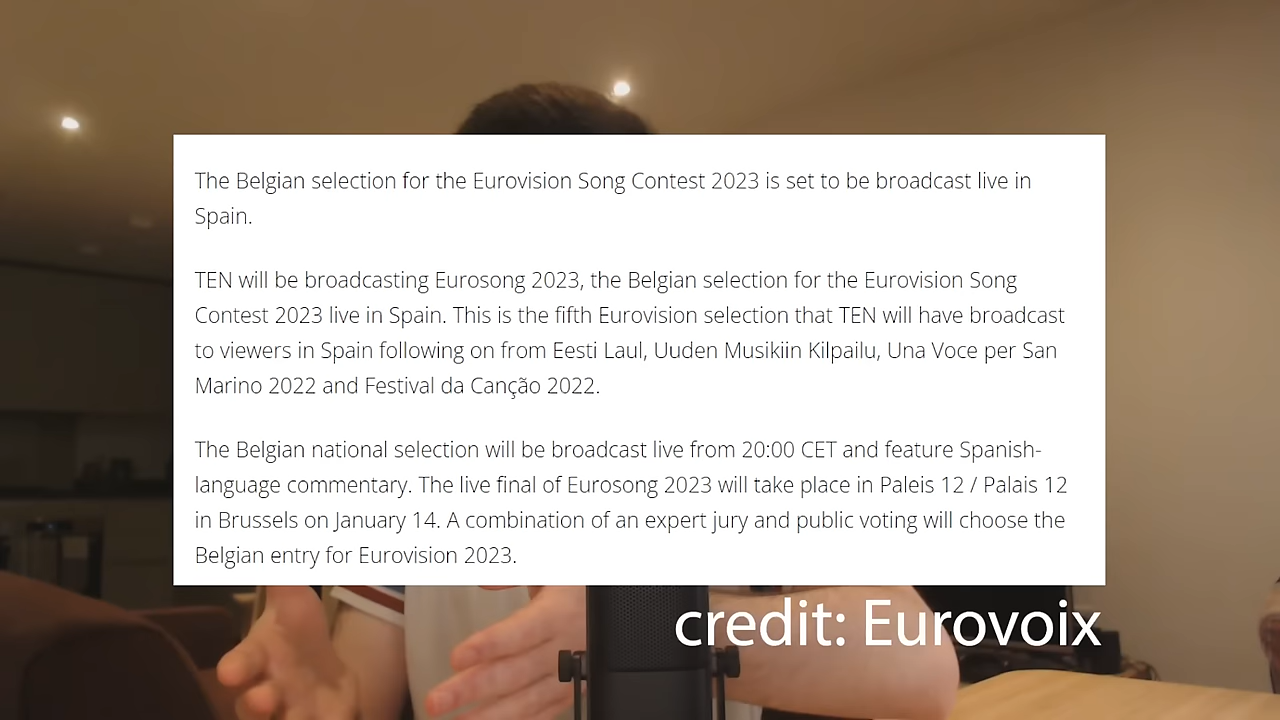 The Belgian selection for the Eurovision Song Contest 2023 is set to be broadcast live in
Spain.
TEN will be broadcasting Eurosong 2023, the Belgian selection for the Eurovision Song
Contest 2023 live in Spain. This is the fifth Eurovision selection that TEN will have broadcast
to viewers in Spain following on from Eesti Laul, Uuden Musikiin Kilpailu, Una Voce per San
Marino 2022 and Festival da Canção 2022.
The Belgian national selection will be broadcast live from 20:00 CET and feature Spanish-
language commentary. The live final of Eurosong 2023 will take place in Paleis 12 / Palais 12
in Brussels on January 14. A combination of an expert jury and public voting will choose the
Belgian entry for Eurovision 2023.
credit: Eurovoix